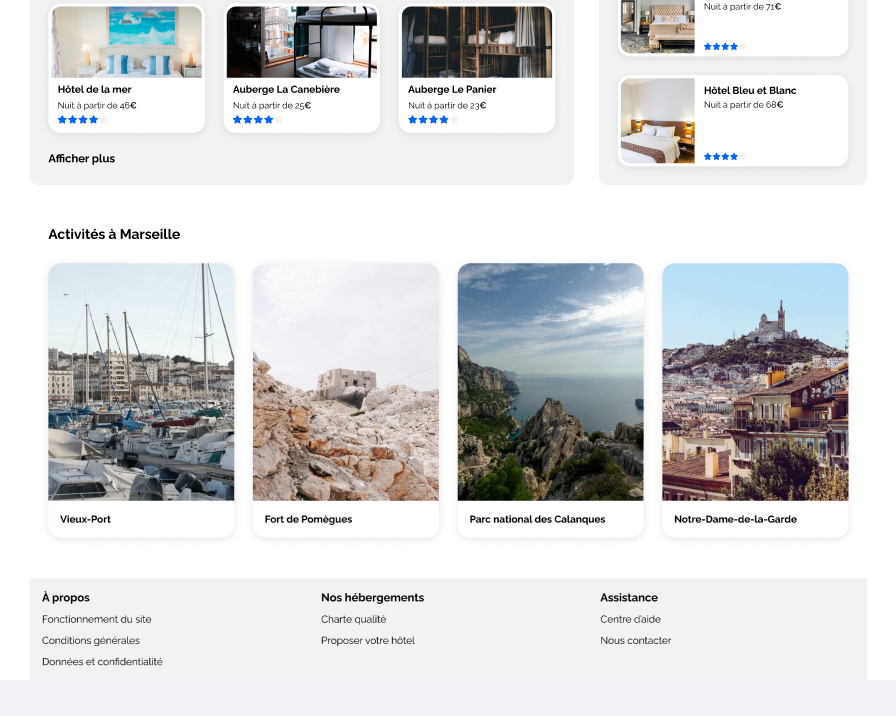 Hôtel de la mer
Nuit à partir de 46€
Auberge La Canebière
Nuit à partir de 25€
Auberge Le Panier
Nuit à partir de 23€
Afficher plus
Nuit à partir de 71€
Hôtel Bleu et Blanc
Nuit à partir de 68€
Activités à Marseille
Vieux-Port
Fort de Pomègues
Parc national des Calanques
Notre-Dame-de-la-Garde
À propos
Fonctionnement du site
Conditions générales
Données et confidentialité
Nos hébergements
Charte qualité
Proposer votre hôtel
Assistance
Centre d'aide
Nous contacter